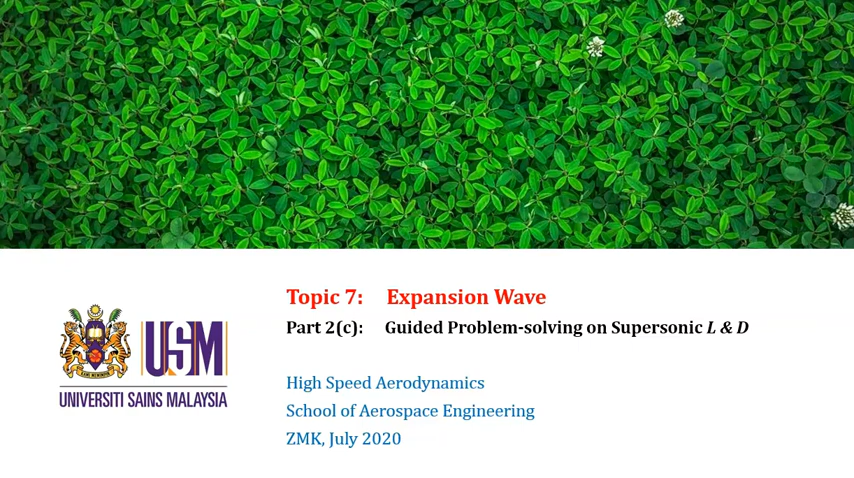 Topic 7: Expansion Wave
Part 2(c): Guided Problem-solving on Supersonic L & D
USM
UNIVERSITI SAINS MALAYSIA
High Speed Aerodynamics
School of Aerospace Engineering
ZMK, July 2020